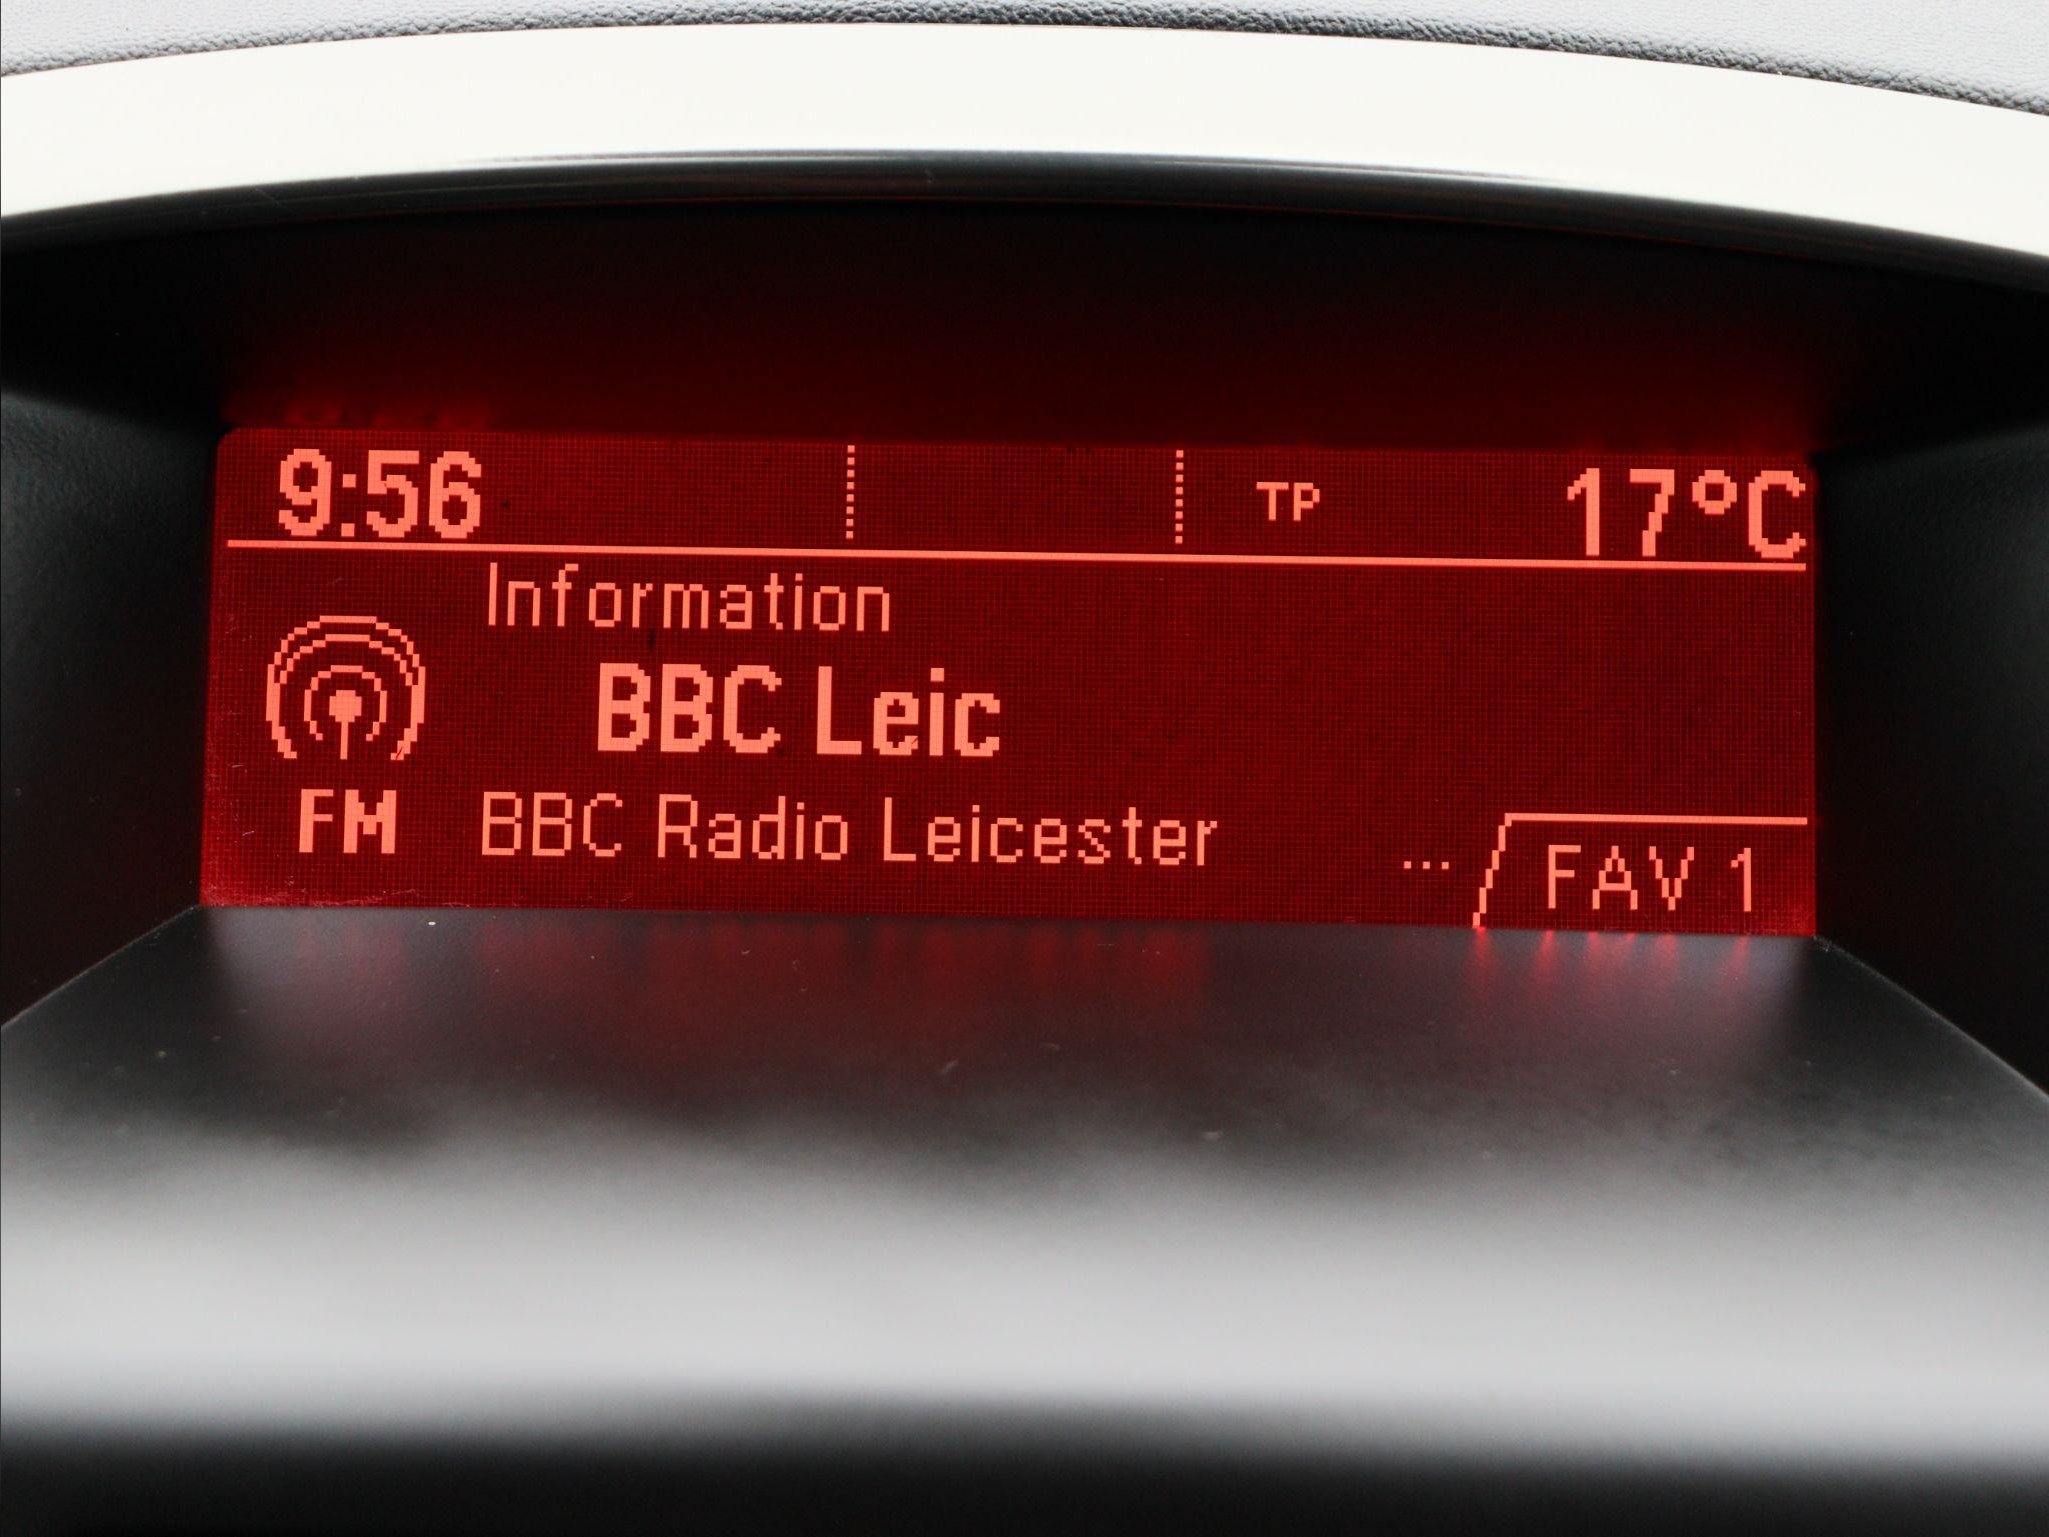 9:56 TP 17°C
Information
BBC Leic
FM BBC Radio Leicester ... FAV 1